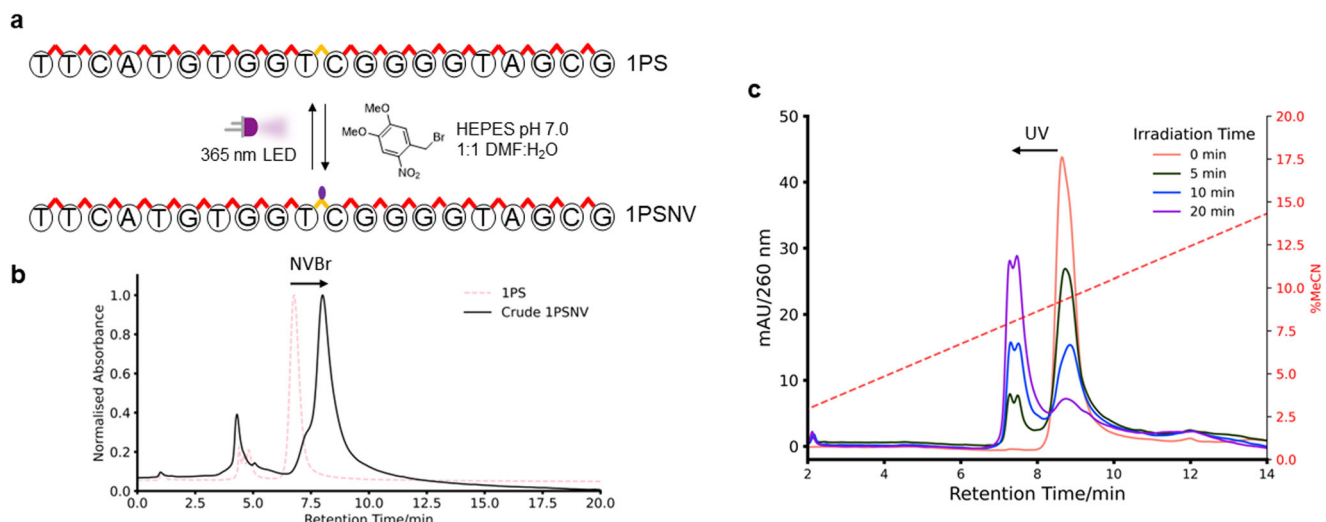 a
TTCATGTGGTCGGGGTAGCG 1PS
365 nm LED
MeO
MeO
Br
NO₂
HEPES pH 7.0
1:1 DMF:H₂O
TTCATGTGGTCGGGGTAGCG 1PSNV
b
NVBr
1PS
Crude 1PSNV
Normalised Absorbance
1.0
0.8
0.6
0.4
0.2
0.0
0.0 2.5 5.0 7.5 10.0 12.5 15.0 17.5 20.0
Retention Time/min
c
UV
Irradiation Time
0 min
5 min
10 min
20 min
mAU/260 nm
50
40
30
20
10
0
20.0
17.5
15.0
12.5
10.0
7.5
5.0
2.5
0.0
%MeCN
2 4 6 8 10 12 14
Retention Time/min